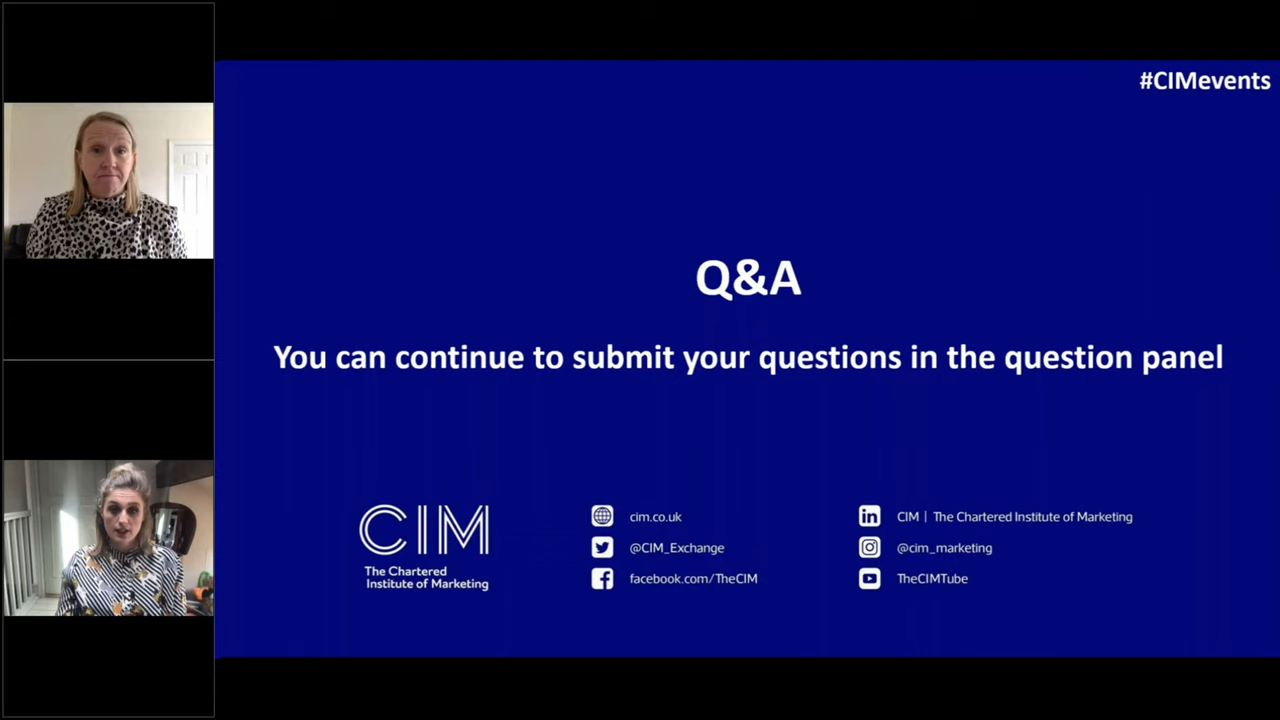 #CIMevents
Q&A
You can continue to submit your questions in the question panel
CIM
The Chartered
Institute of Marketing
cim.co.uk
@CIM_Exchange
facebook.com/TheCIM
CIM | The Chartered Institute of Marketing
@cim_marketing
TheCIMTube